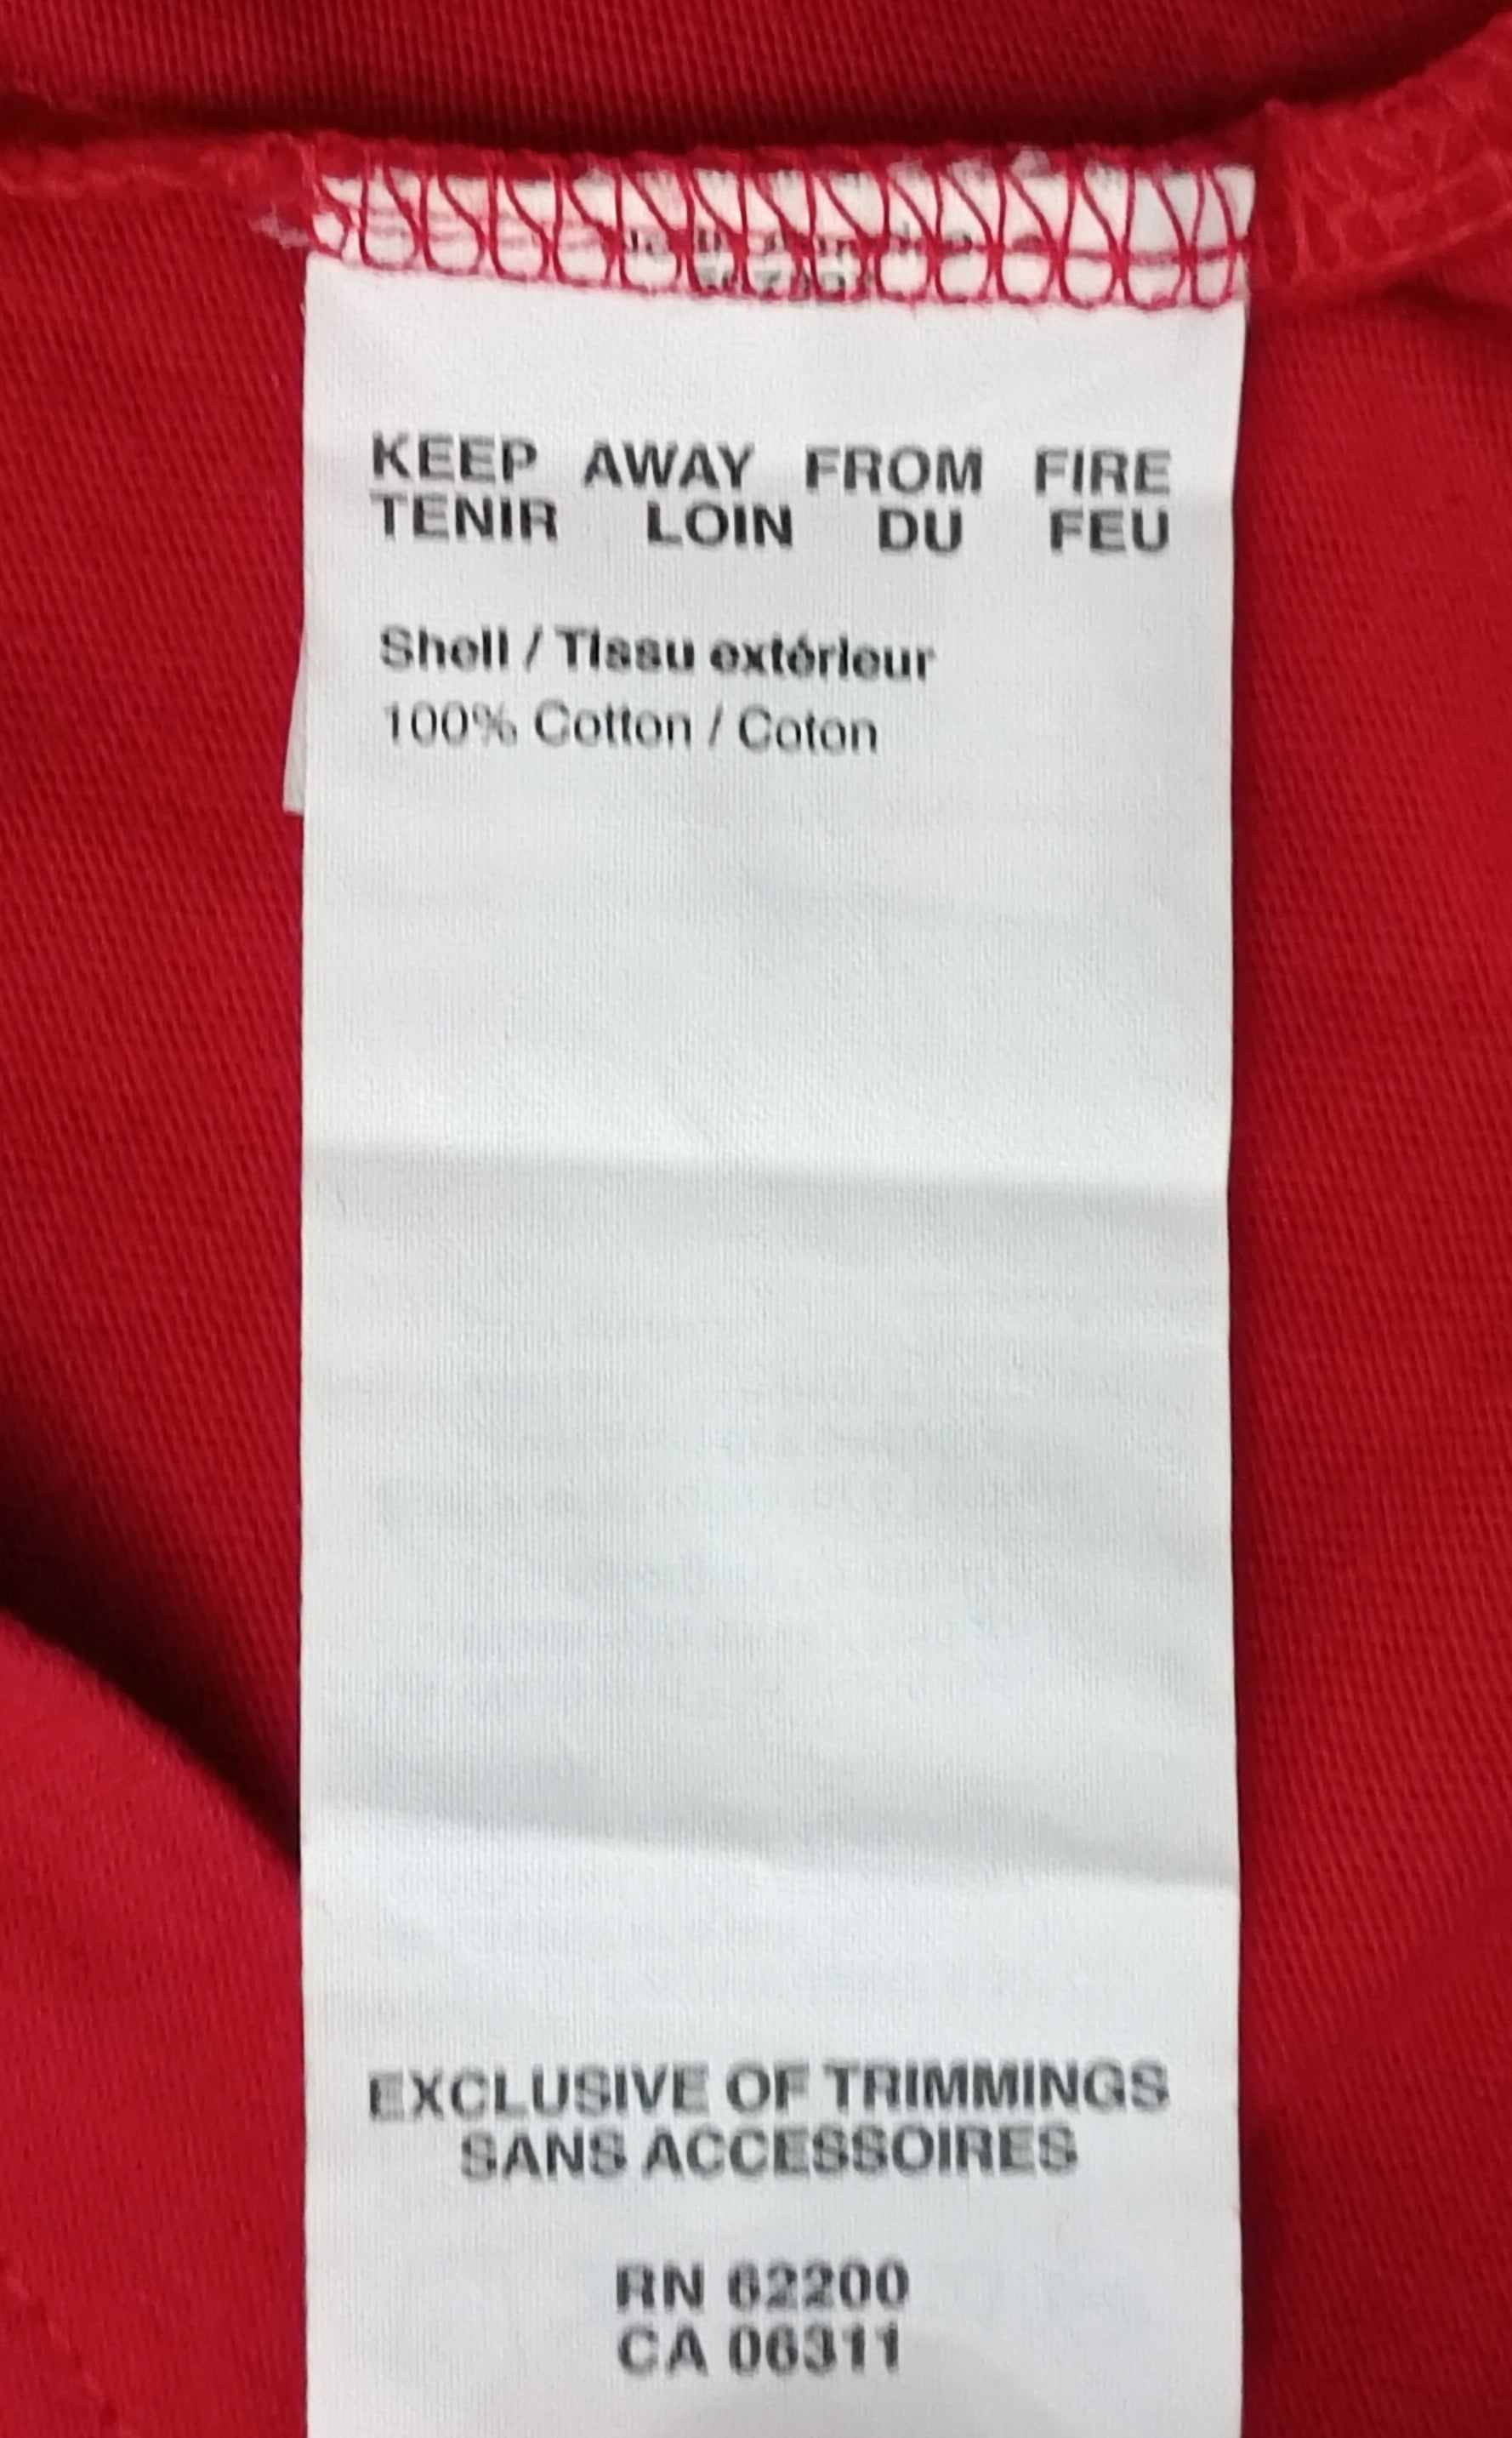 KEEP AWAY FROM FIRE
TENIR LOIN DU FEU
Shell / Tissu extérieur
100% Cotton / Coton
EXCLUSIVE OF TRIMMINGS
SANS ACCESSOIRES
RN 62200
CA 06311